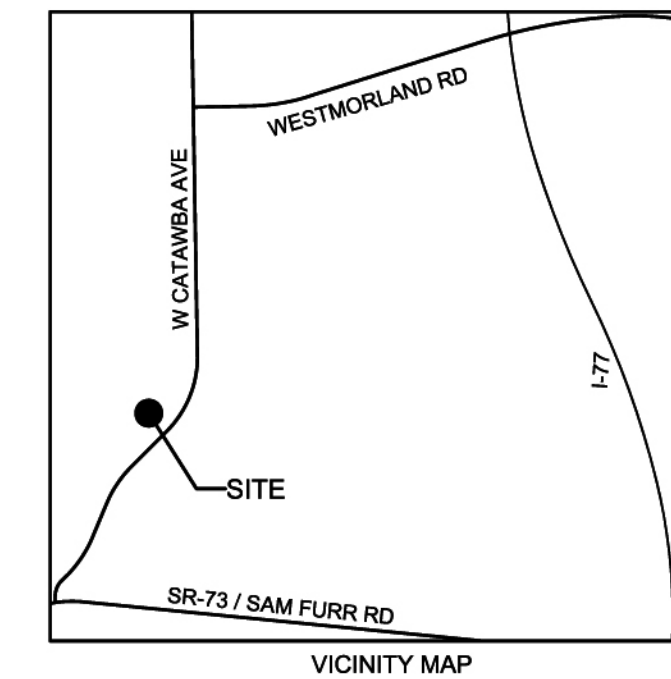 WESTMORLAND RD
W CATAWBA AVE
I-77
SITE
SR-73 / SAM FURR RD
VICINITY MAP